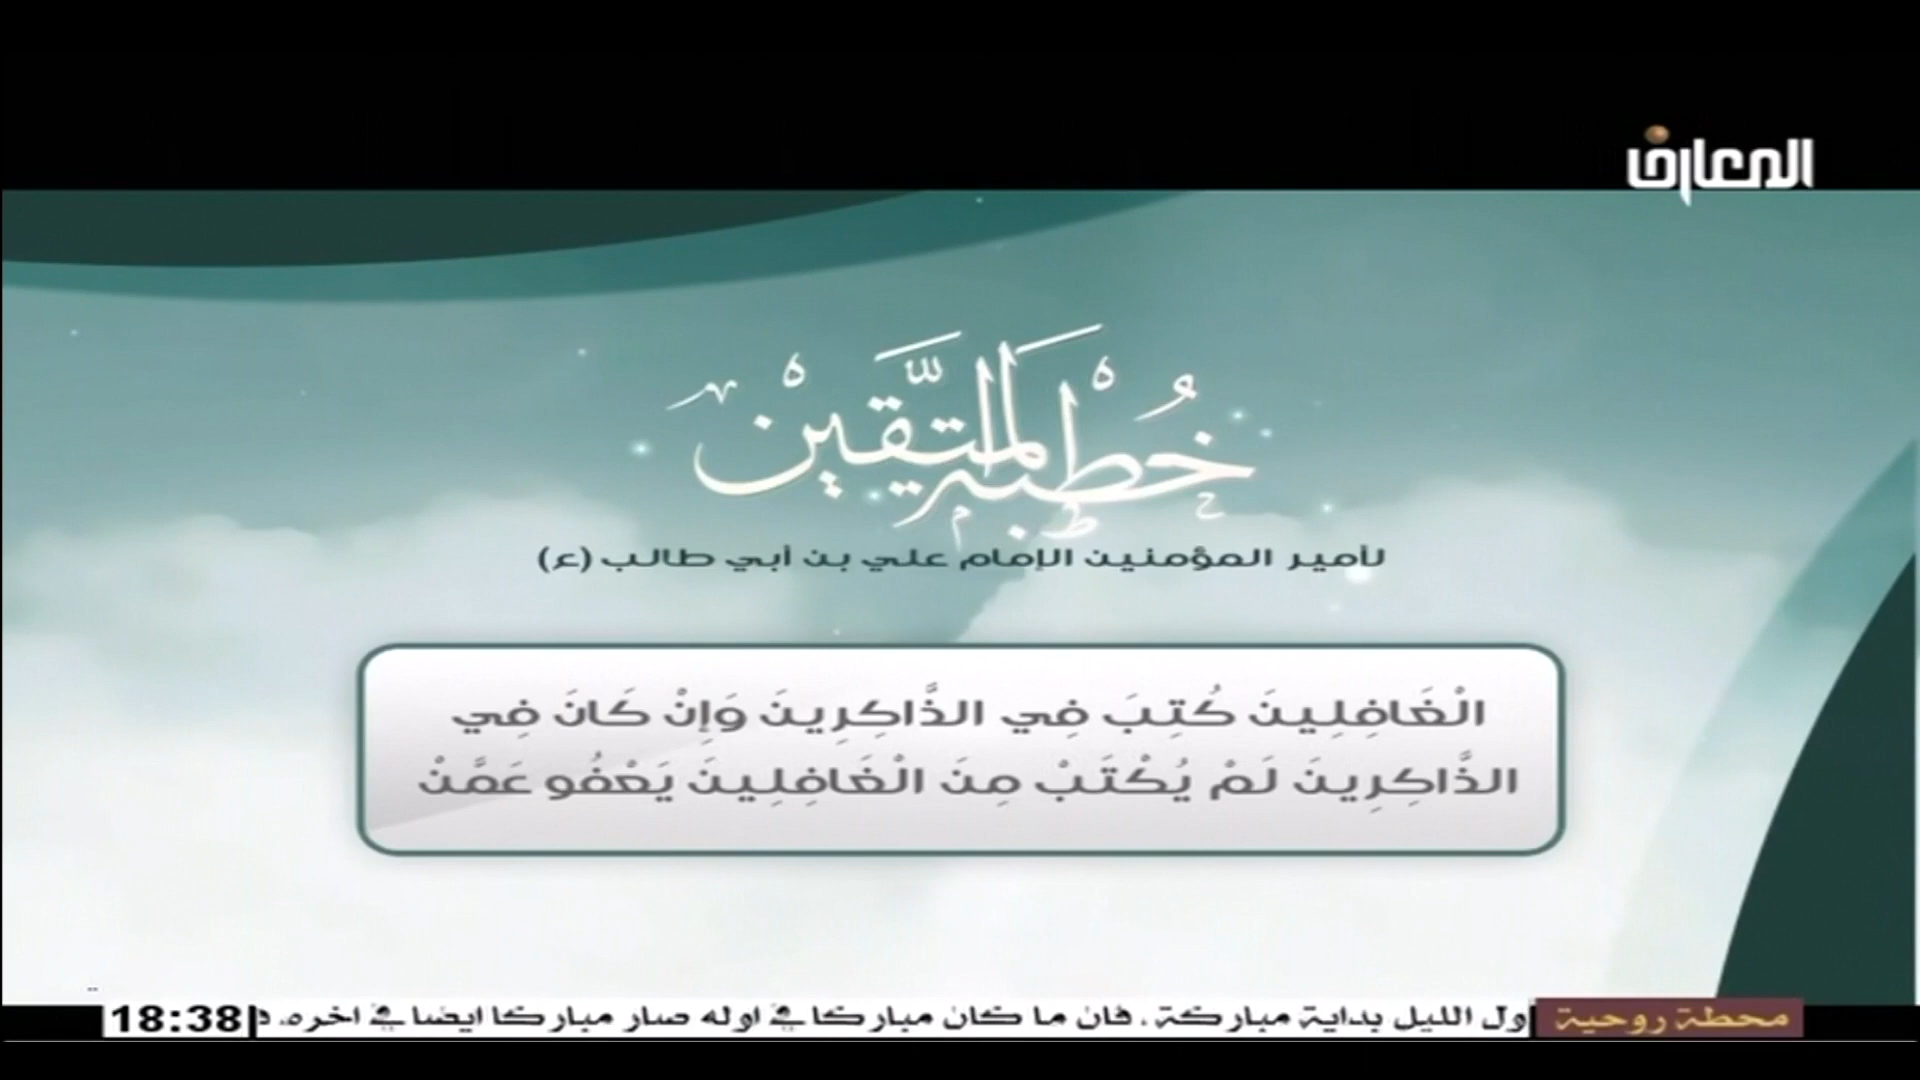 المعارف
خُطْبَة المتَّقِينْ
لأمير المؤمنين الإمام علي بن أبي طالب (ع)
الْغَافِلِينَ كُتِبَ فِي الذَّاكِرِينَ وَإِنْ كَانَ فِي
الذَّاكِرِينَ لَمْ يُكْتَبْ مِنَ الْغَافِلِينَ يَعْفُو عَمَّنْ
محطة روحية
ول الليل بداية مباركة، فان ما كان مباركا في اوله صار مباركا ايضا في اخره.
18:38